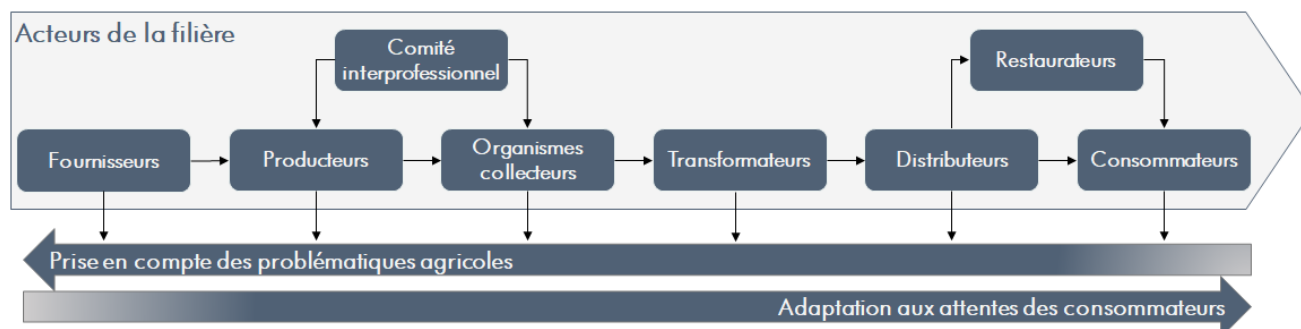 Acteurs de la filière
Comité
interprofessionnel
Restaurateurs
Fournisseurs
Producteurs
Organismes
collecteurs
Transformateurs
Distributeurs
Consommateurs
Prise en compte des problématiques agricoles
Adaptation aux attentes des consommateurs